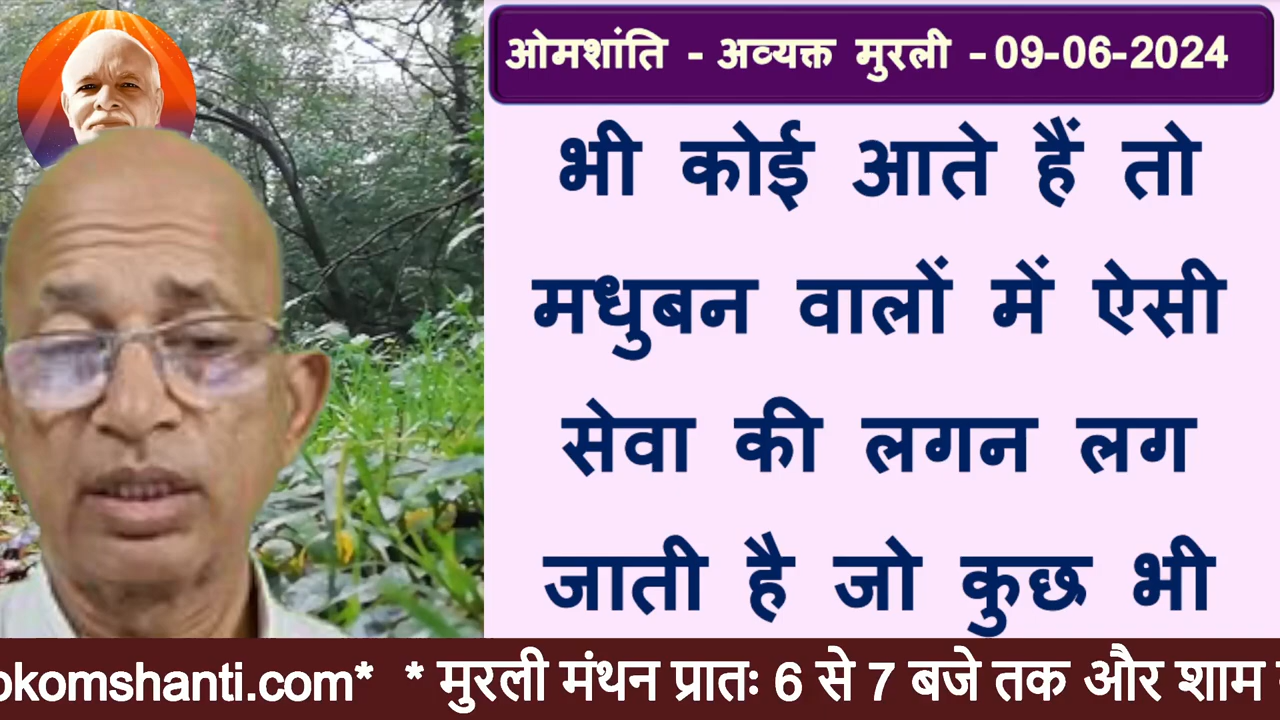 ओमशांति - अव्यक्त मुरली - 09-06-2024
भी कोई आते हैं तो
मधुबन वालों में ऐसी
सेवा की लगन लग
जाती है जो कुछ भी
okomshanti.com* * मुरली मंथन प्रातः 6 से 7 बजे तक और शाम